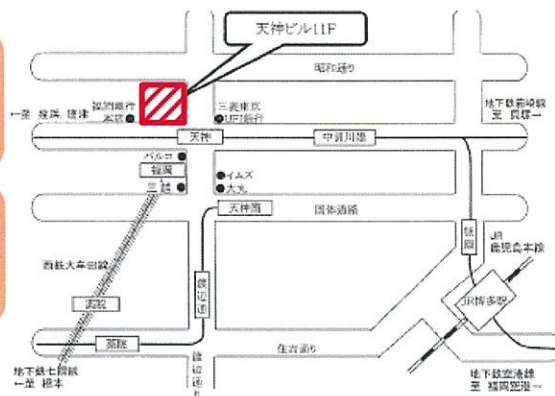 天神ビル11F
昭和通り
←至 姪浜 唐津
福岡銀行
本店
三菱東京
UFJ銀行
地下鉄箱崎線
至 貝塚→
天神
中洲川端
パルコ
福岡
三越
イムズ
大丸
天神南
国体道路
祇園
JR
鹿児島本線
西鉄大牟田線
渡辺通
薬院
JR博多駅
薬院
住吉通り
渡辺通り
地下鉄七隈線
←至 橋本
地下鉄空港線
至 福岡空港→